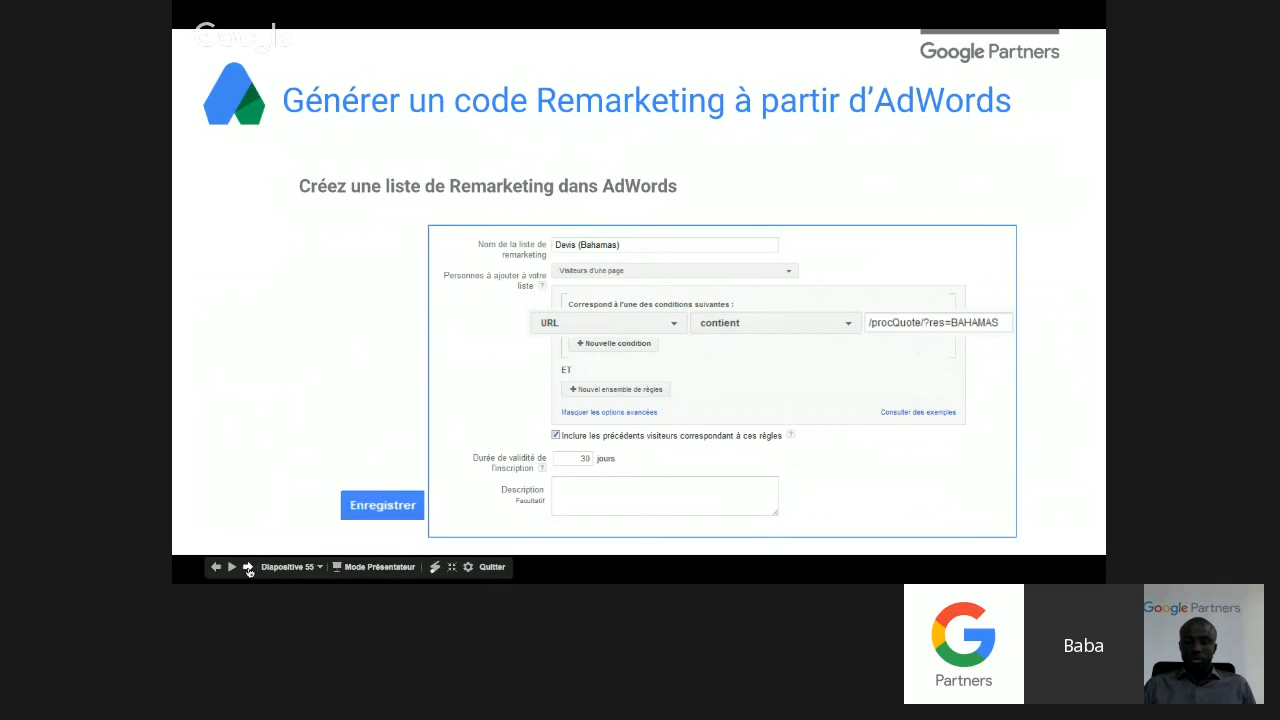 Google
Google Partners
Générer un code Remarketing à partir d’AdWords
Créez une liste de Remarketing dans AdWords
Nom de la liste de
remarketing
Devis (Bahamas)
Personnes à ajouter à votre
liste ?
Visiteurs d'une page
Correspond à l'une des conditions suivantes :
URL contient /procQuote/?res=BAHAMAS
+ Nouvelle condition
ET
+ Nouvel ensemble de règles
Masquer les options avancées Consulter des exemples
Inclure les précédents visiteurs correspondant à ces règles ?
Durée de validité de
l'inscription ?
30 jours
Description
Facultatif
Enregistrer
Diapositive 55 Mode Présentateur Quitter
Partners
Baba
Google Partners